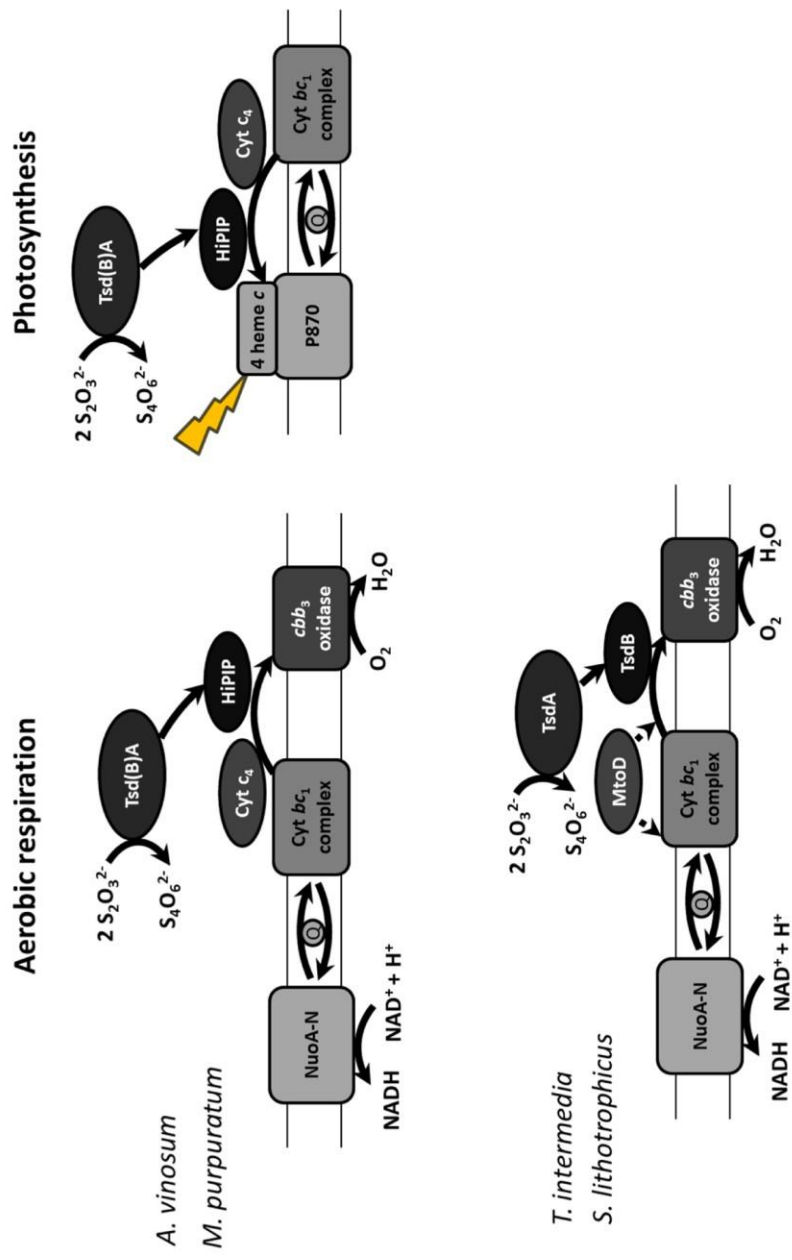 Aerobic respiration
Photosynthesis
A. vinosum
M. purpuratum
2 S₂O₃²⁻
S₄O₆²⁻
Tsd(B)A
Cyt c₄
HiPIP
NuoA-N
Q
Cyt bc₁
complex
cbb₃
oxidase
NADH
NAD⁺ + H⁺
O₂
H₂O
2 S₂O₃²⁻
S₄O₆²⁻
Tsd(B)A
HiPIP
Cyt c₄
4 heme c
P870
Q
Cyt bc₁
complex
T. intermedia
S. lithotrophicus
2 S₂O₃²⁻
S₄O₆²⁻
TsdA
MtoD
TsdB
NuoA-N
Q
Cyt bc₁
complex
cbb₃
oxidase
NADH
NAD⁺ + H⁺
O₂
H₂O